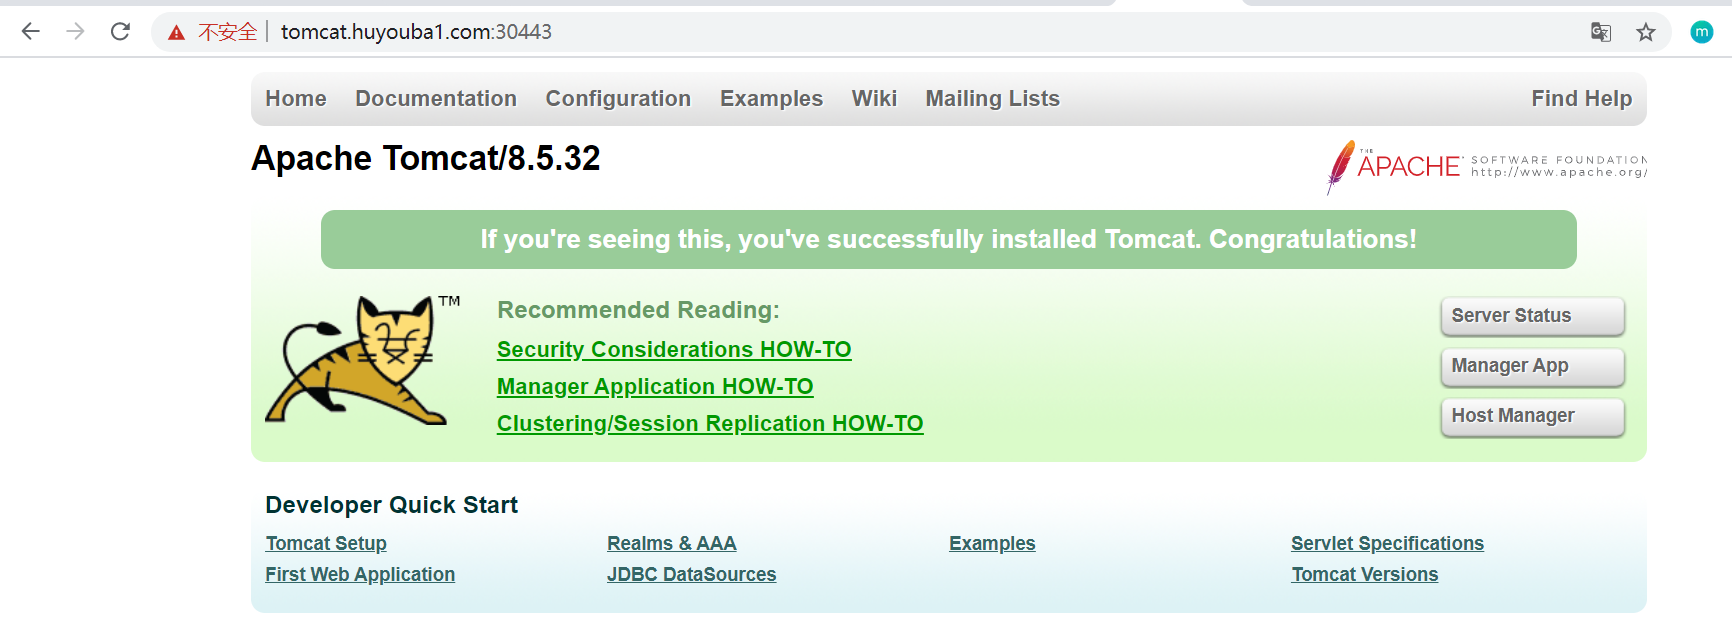 不安全 tomcat.huyouba1.com:30443
m
Home Documentation Configuration Examples Wiki Mailing Lists Find Help
Apache Tomcat/8.5.32
THE
APACHE SOFTWARE FOUNDATION
http://www.apache.org/
If you're seeing this, you've successfully installed Tomcat. Congratulations!
TM
Recommended Reading:
Security Considerations HOW-TO
Manager Application HOW-TO
Clustering/Session Replication HOW-TO
Server Status
Manager App
Host Manager
Developer Quick Start
Tomcat Setup
First Web Application
Realms & AAA
JDBC DataSources
Examples
Servlet Specifications
Tomcat Versions